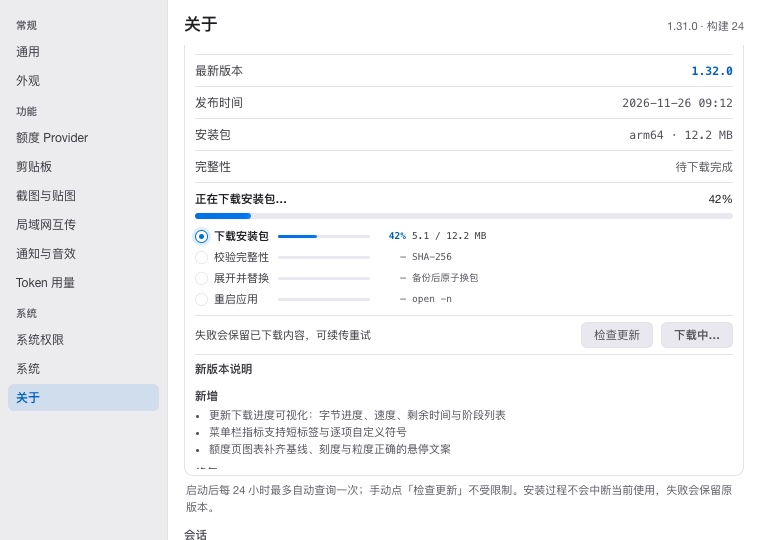 常规
通用
外观
功能
额度 Provider
剪贴板
截图与贴图
局域网互传
通知与音效
Token 用量
系统
系统权限
系统
关于
关于
1.31.0 · 构建 24
最新版本 1.32.0
发布时间 2026-11-26 09:12
安装包 arm64 · 12.2 MB
完整性 待下载完成
正在下载安装包... 42%
下载安装包 42% 5.1 / 12.2 MB
校验完整性 — SHA-256
展开并替换 — 备份后原子换包
重启应用 — open -n
失败会保留已下载内容，可续传重试 检查更新 下载中...
新版本说明
新增
• 更新下载进度可视化：字节进度、速度、剩余时间与阶段列表
• 菜单栏指标支持短标签与逐项自定义符号
• 额度页图表补齐基线、刻度与粒度正确的悬停文案
启动后每 24 小时最多自动查询一次；手动点「检查更新」不受限制。安装过程不会中断当前使用，失败会保留原
版本。
会话